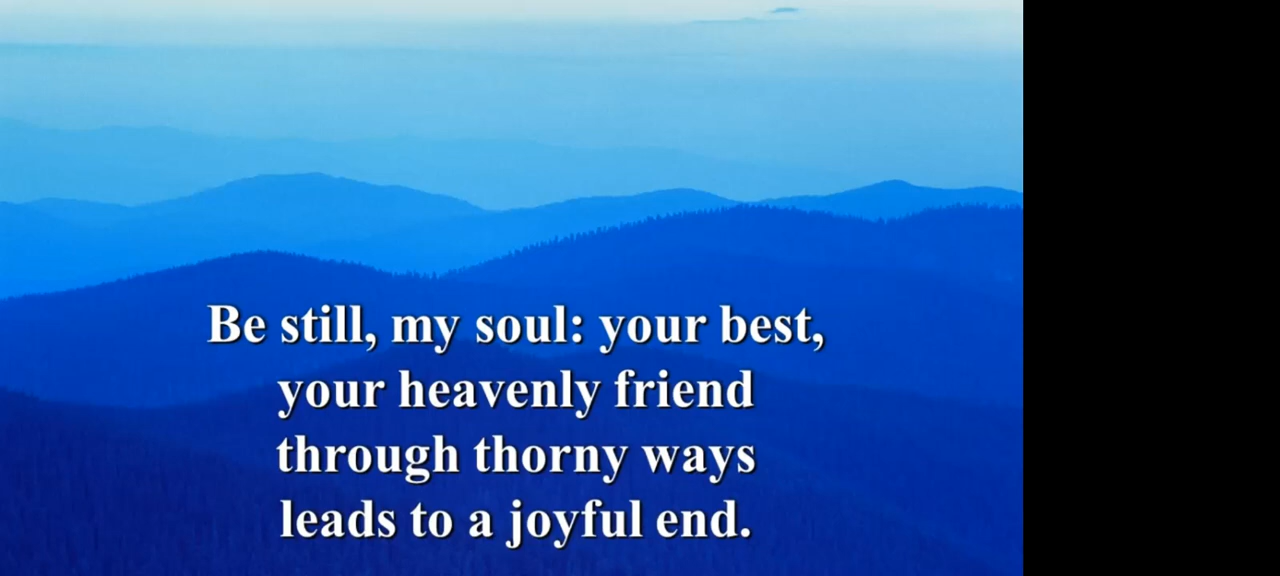 Be still, my soul: your best,
your heavenly friend
through thorny ways
leads to a joyful end.